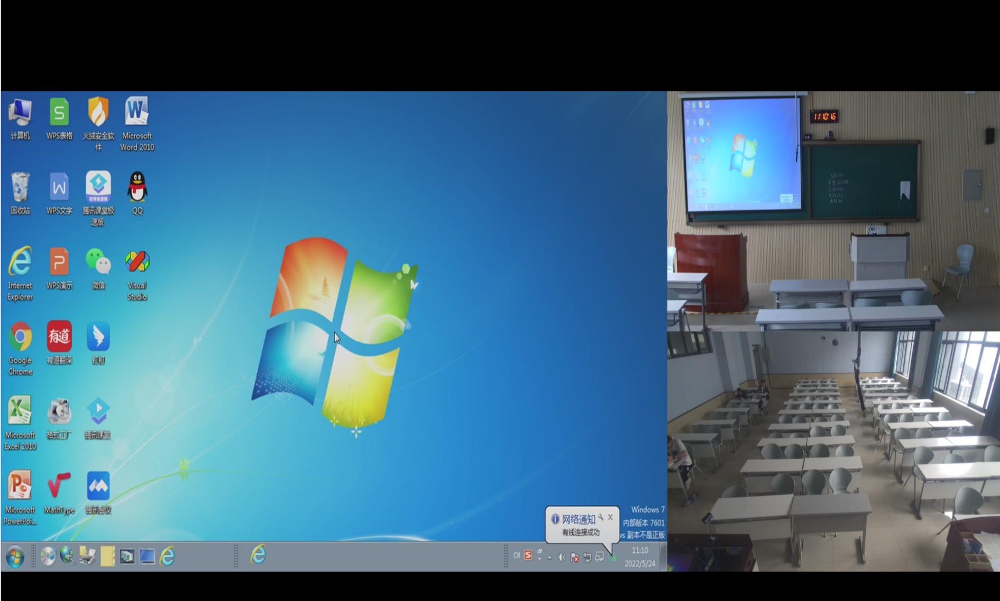 计算机
WPS表格
火绒安全软
件
Microsoft
Word 2010
回收站
WPS文字
腾讯课堂极
速版
QQ
Internet
Explorer
WPS演示
微信
Visual
Studio
Google
Chrome
有道
有道翻译
钉钉
Microsoft
Excel 2010
格式工厂
腾讯课堂
Microsoft
PowerPoi...
MathType
腾讯会议
网络通知
有线连接成功
Windows 7
内部版本 7601
ws 副本不是正版
CH
11:10
2022/5/24
11:10:16